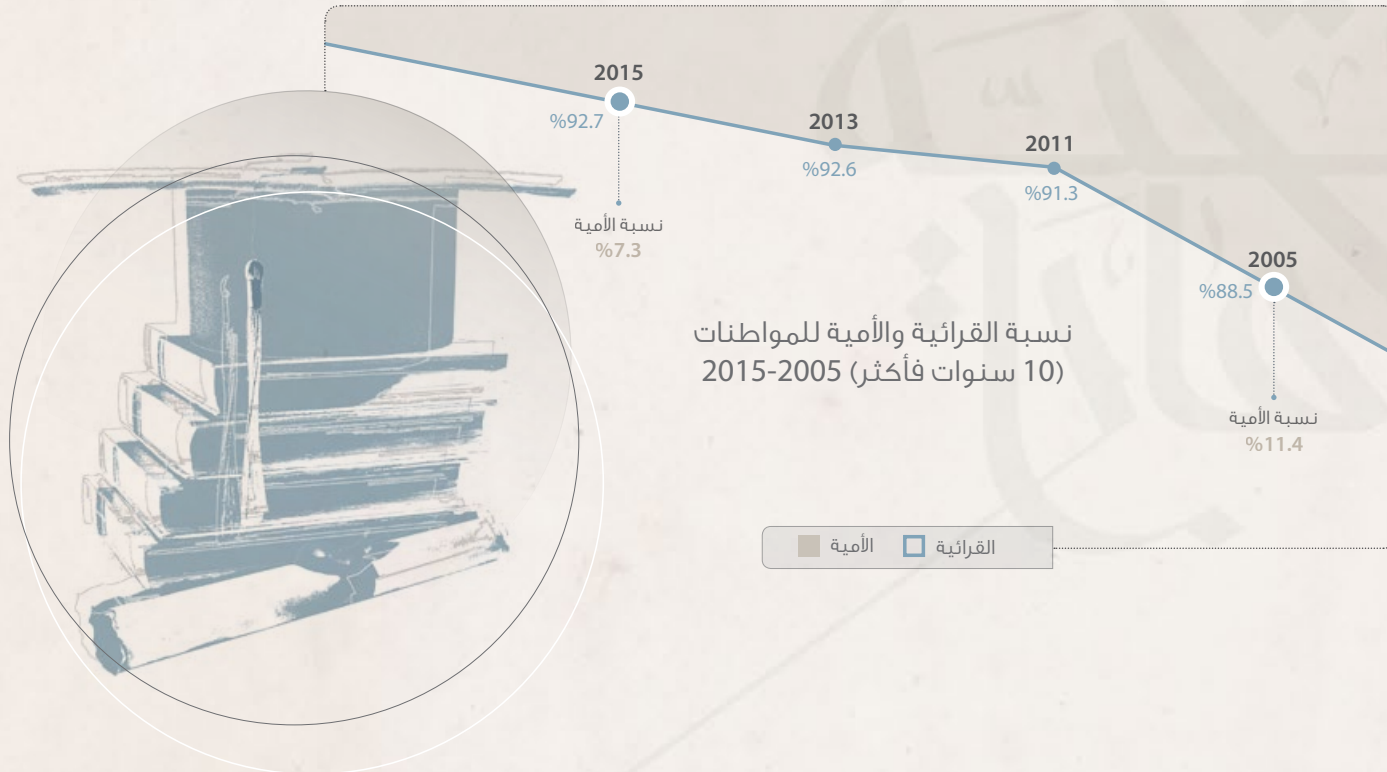 2015
%92.7
نسبة الأمية
%7.3
2013
%92.6
2011
%91.3
2005
%88.5
نسبة الأمية
%11.4
نسبة القرائية والأمية للمواطنات
(10 سنوات فأكثر) 2005-2015
القرائية
الأمية